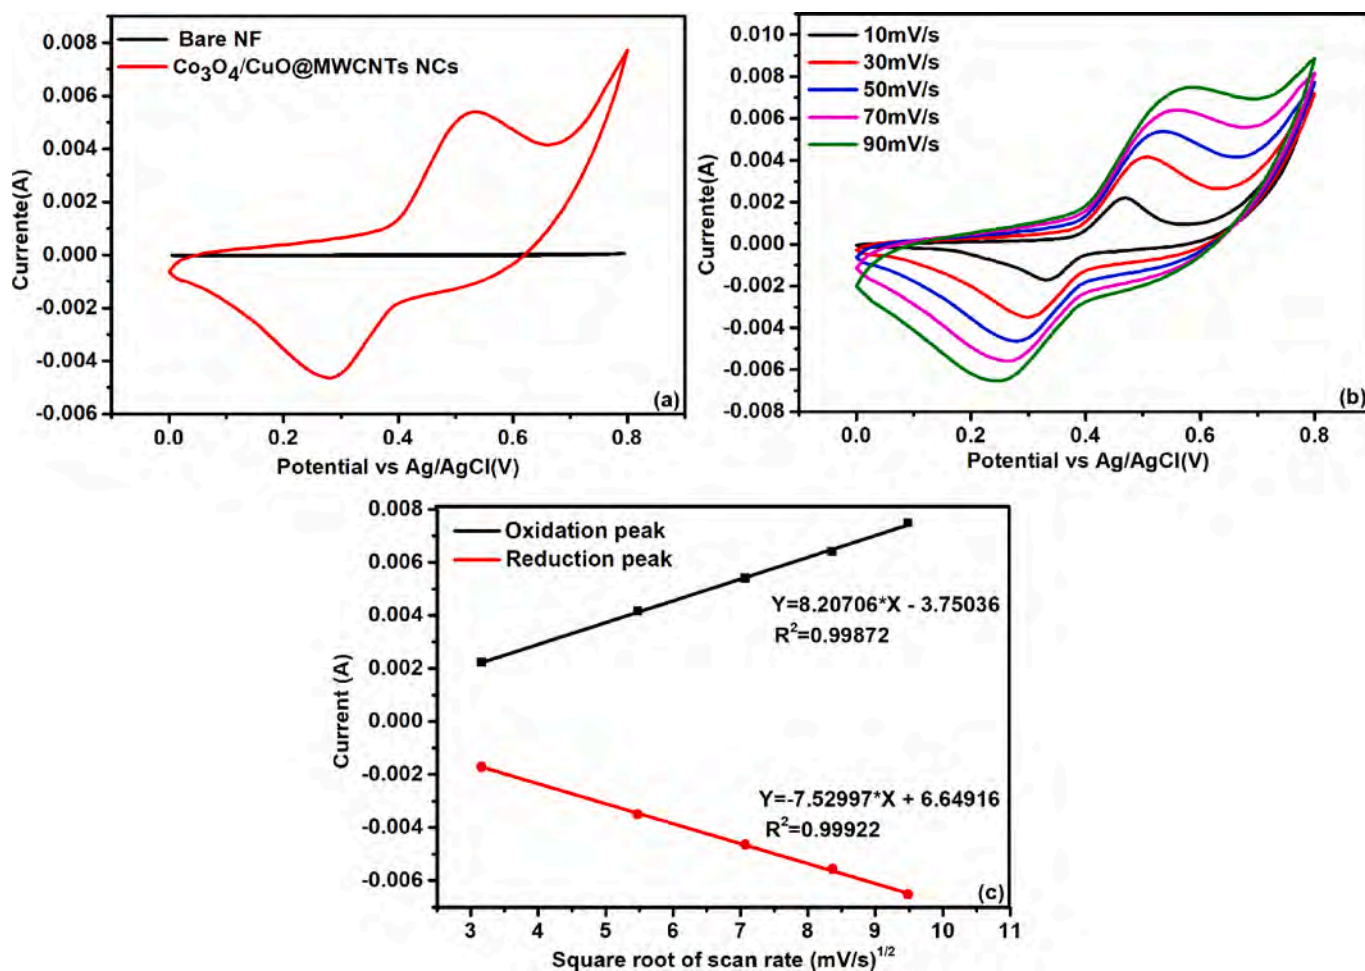 0.008
0.006
0.004
0.002
0.000
-0.002
-0.004
-0.006
Currente(A)
Bare NF
Co3O4/CuO@MWCNTs NCs
(a)
0.0 0.2 0.4 0.6 0.8
Potential vs Ag/AgCl(V)
0.010
0.008
0.006
0.004
0.002
0.000
-0.002
-0.004
-0.006
-0.008
Currente(A)
10mV/s
30mV/s
50mV/s
70mV/s
90mV/s
(b)
0.0 0.2 0.4 0.6 0.8
Potential vs Ag/AgCl(V)
0.008
0.006
0.004
0.002
0.000
-0.002
-0.004
-0.006
Current (A)
Oxidation peak
Reduction peak
Y=8.20706*X - 3.75036
R²=0.99872
Y=-7.52997*X + 6.64916
R²=0.99922
(c)
3 4 5 6 7 8 9 10 11
Square root of scan rate (mV/s)^1/2